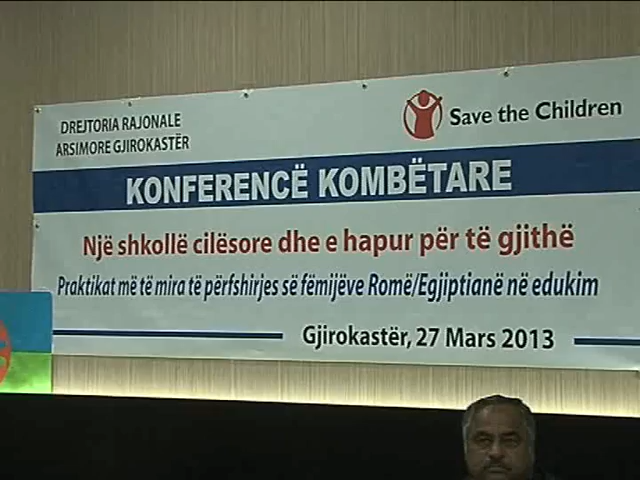 DREJTORIA RAJONALE
ARSIMORE GJIROKASTËR
Save the Children
KONFERENCË KOMBËTARE
Një shkollë cilësore dhe e hapur për të gjithë
Praktikat më të mira të përfshirjes së fëmijëve Romë/Egjiptianë në edukim
Gjirokastër, 27 Mars 2013